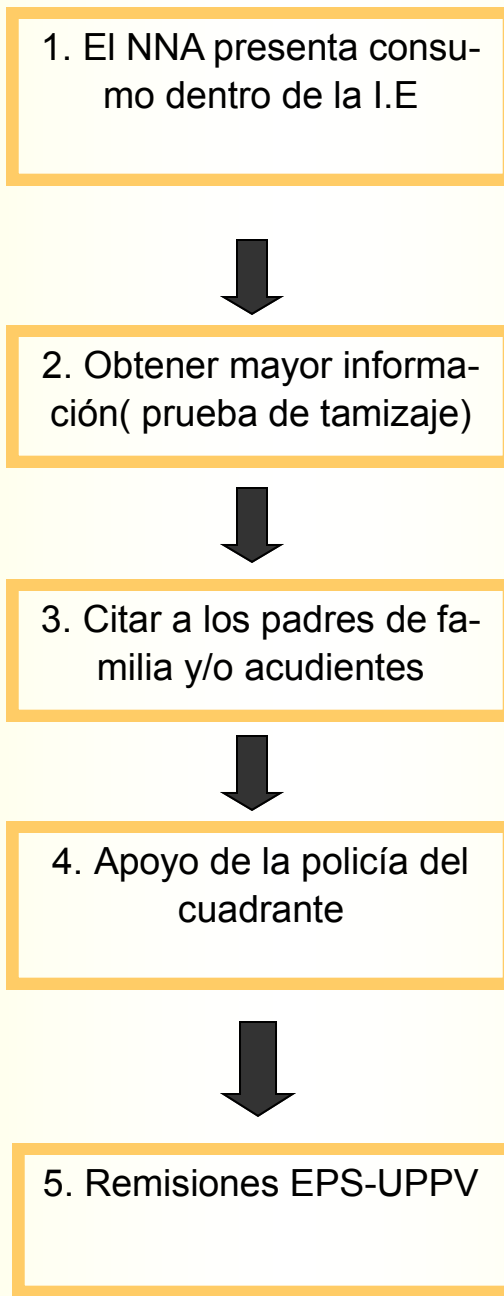 1. El NNA presenta consu-
mo dentro de la I.E
2. Obtener mayor informa-
ción( prueba de tamizaje)
3. Citar a los padres de fa-
milia y/o acudientes
4. Apoyo de la policía del
cuadrante
5. Remisiones EPS-UPPV